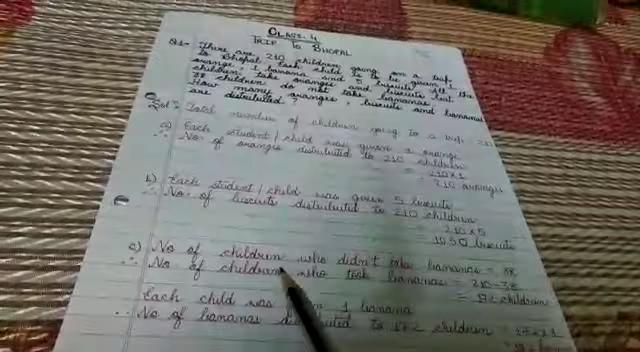 CLASS-4
TRIP TO BHOPAL
Q1- There are 210 children going on a trip
to Bhopal. Each child is to be given 1
orange, 1 banana and 5 biscuits. All the
children take oranges and biscuits but
38 children do not take bananas.
How many oranges, biscuits and bananas
are distributed?
Total number of children going to a trip 210
a) Each student/child was given 1 orange
∴ No of oranges distributed to 210 children
= 210×1
210 oranges
b) Each student/child was given 5 biscuits
∴ No. of biscuits distributed to 210 children
= 210×5
1050 biscuits
c) No of children who didn't take bananas = 38
∴ No of children who took bananas = 210-38
= 172 children
Each child was 1 banana
∴ No of bananas distributed to 172 children 172×1